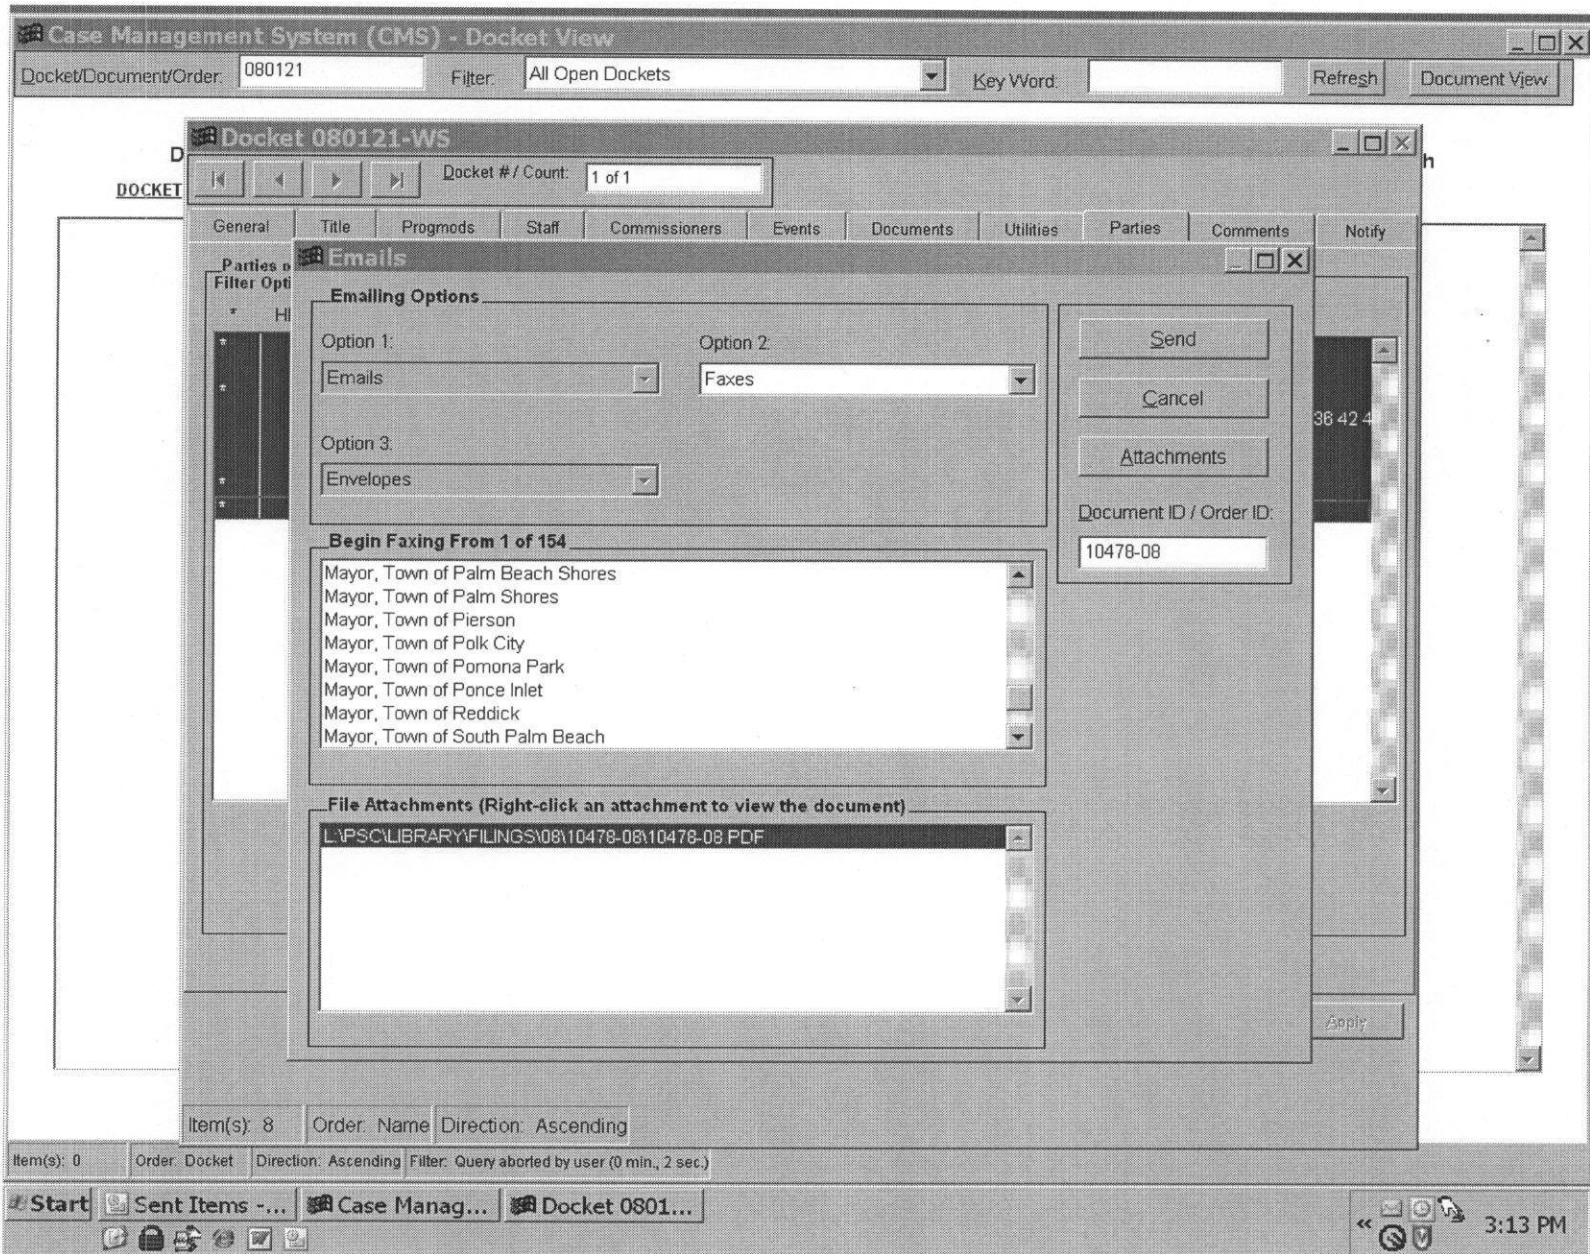 Case Management System (CMS) - Docket View
Docket/Document/Order: 080121 Filter: All Open Dockets Key Word: Refresh Document View
Docket 080121-WS
D h
DOCKET
Docket # / Count: 1 of 1
General Title Progmods Staff Commissioners Events Documents Utilities Parties Comments Notify
Emails
Parties o
Filter Opti
* HI
Emailing Options
Option 1: Option 2:
Emails Faxes
Option 3:
Envelopes
Send
Cancel
Attachments
Document ID / Order ID:
10478-08
*
*
*
*
36 42 4
Begin Faxing From 1 of 154
Mayor, Town of Palm Beach Shores
Mayor, Town of Palm Shores
Mayor, Town of Pierson
Mayor, Town of Polk City
Mayor, Town of Pomona Park
Mayor, Town of Ponce Inlet
Mayor, Town of Reddick
Mayor, Town of South Palm Beach
File Attachments (Right-click an attachment to view the document)
L:\PSC\LIBRARY\FILINGS\08\10478-08\10478-08.PDF
Apply
Item(s): 8 Order: Name Direction: Ascending
Item(s): 0 Order: Docket Direction: Ascending Filter: Query aborted by user (0 min., 2 sec.)
Start Sent Items -... Case Manag... Docket 0801...
« 3:13 PM